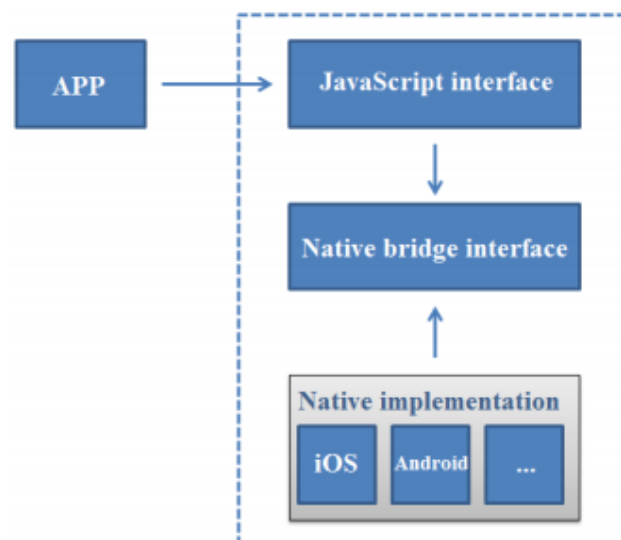 APP
JavaScript interface
Native bridge interface
Native implementation
iOS
Android
...